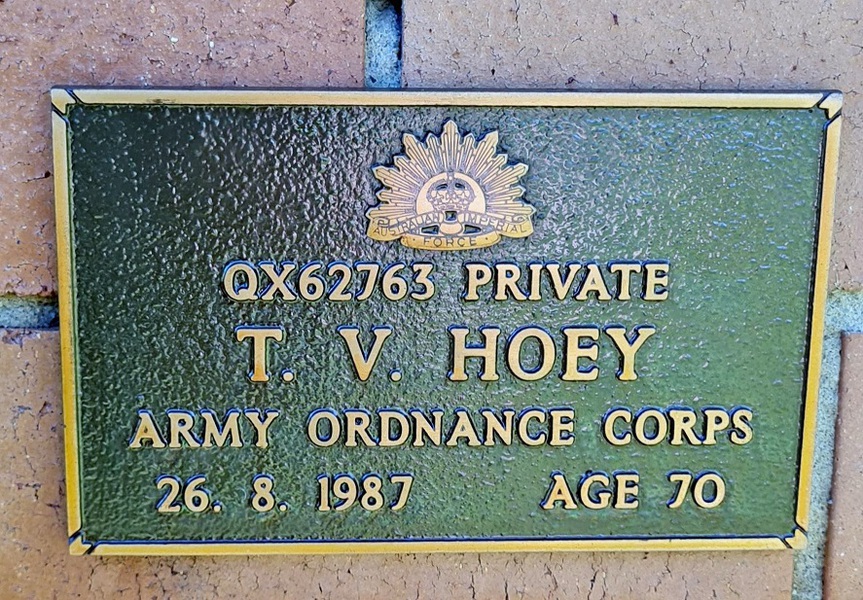 AUSTRALIAN IMPERIAL
FORCE
QX62763 PRIVATE
T. V. HOEY
ARMY ORDNANCE CORPS
26. 8. 1987 AGE 70